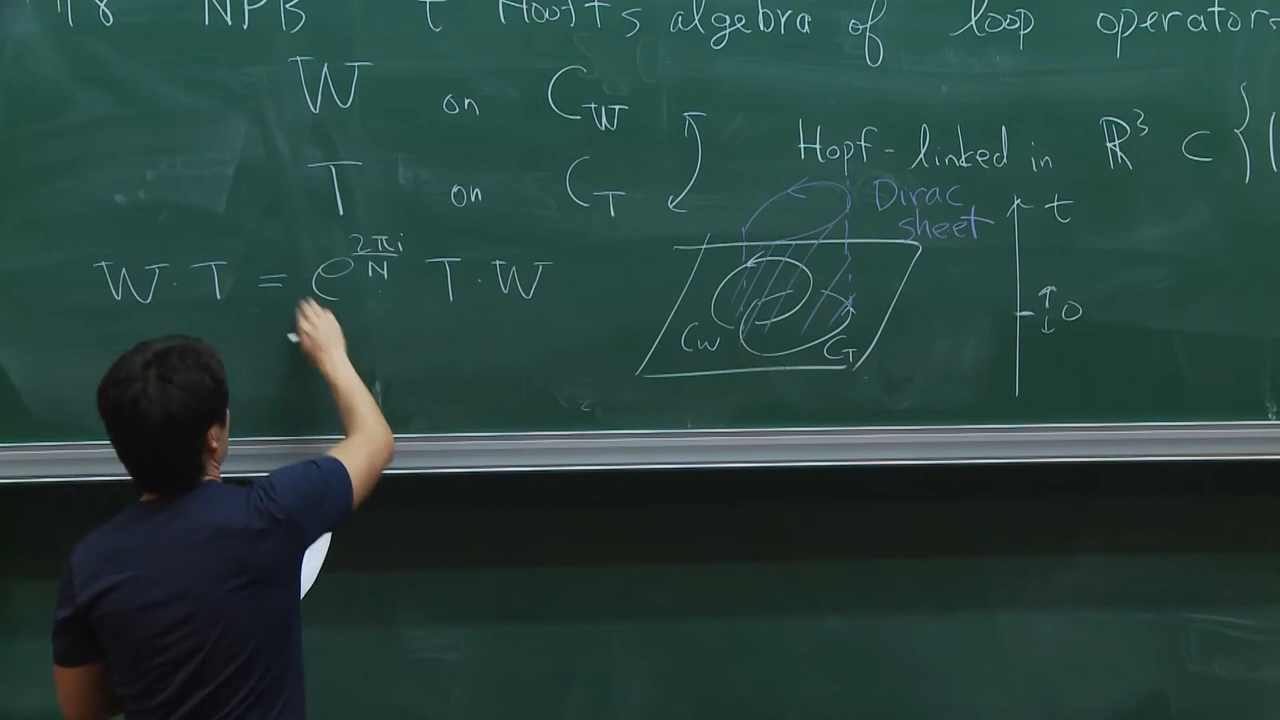 '78 NPB 't Hooft's algebra of loop operators
W on C_W
T on C_T
Hopf-linked in ℝ³ ⊂ {(
W·T = e^{2πi/N} T·W
Dirac
sheet
t
0
C_W
C_T